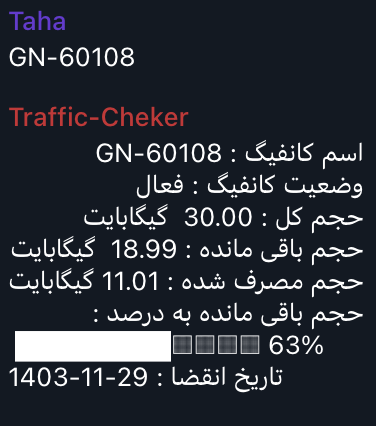 Taha
GN-60108
Traffic-Cheker
اسم کانفیگ : GN-60108
وضعیت کانفیگ : فعال
حجم کل : 30.00 گیگابایت
حجم باقی مانده : 18.99 گیگابایت
حجم مصرف شده : 11.01 گیگابایت
حجم باقی مانده به درصد :
63%
تاریخ انقضا : 29-11-1403